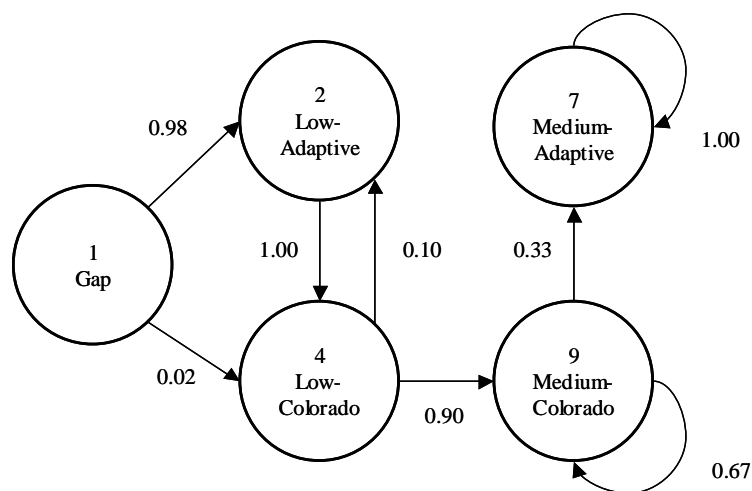 2
Low-
Adaptive
7
Medium-
Adaptive
0.98
1.00
1
Gap
1.00
0.10
0.33
4
Low-
Colorado
9
Medium-
Colorado
0.02
0.90
0.67